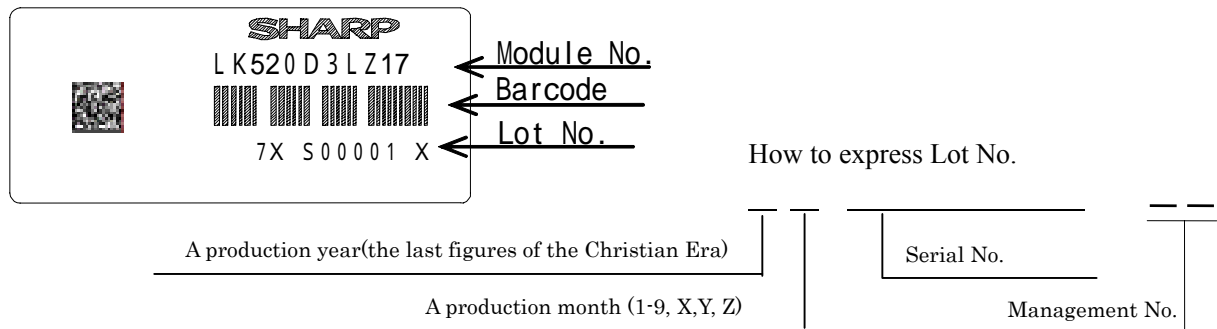 SHARP
LK520D3LZ17
Module No.
Barcode
7X S00001 X
Lot No.
How to express Lot No.
A production year(the last figures of the Christian Era)
Serial No.
A production month (1-9, X,Y, Z)
Management No.